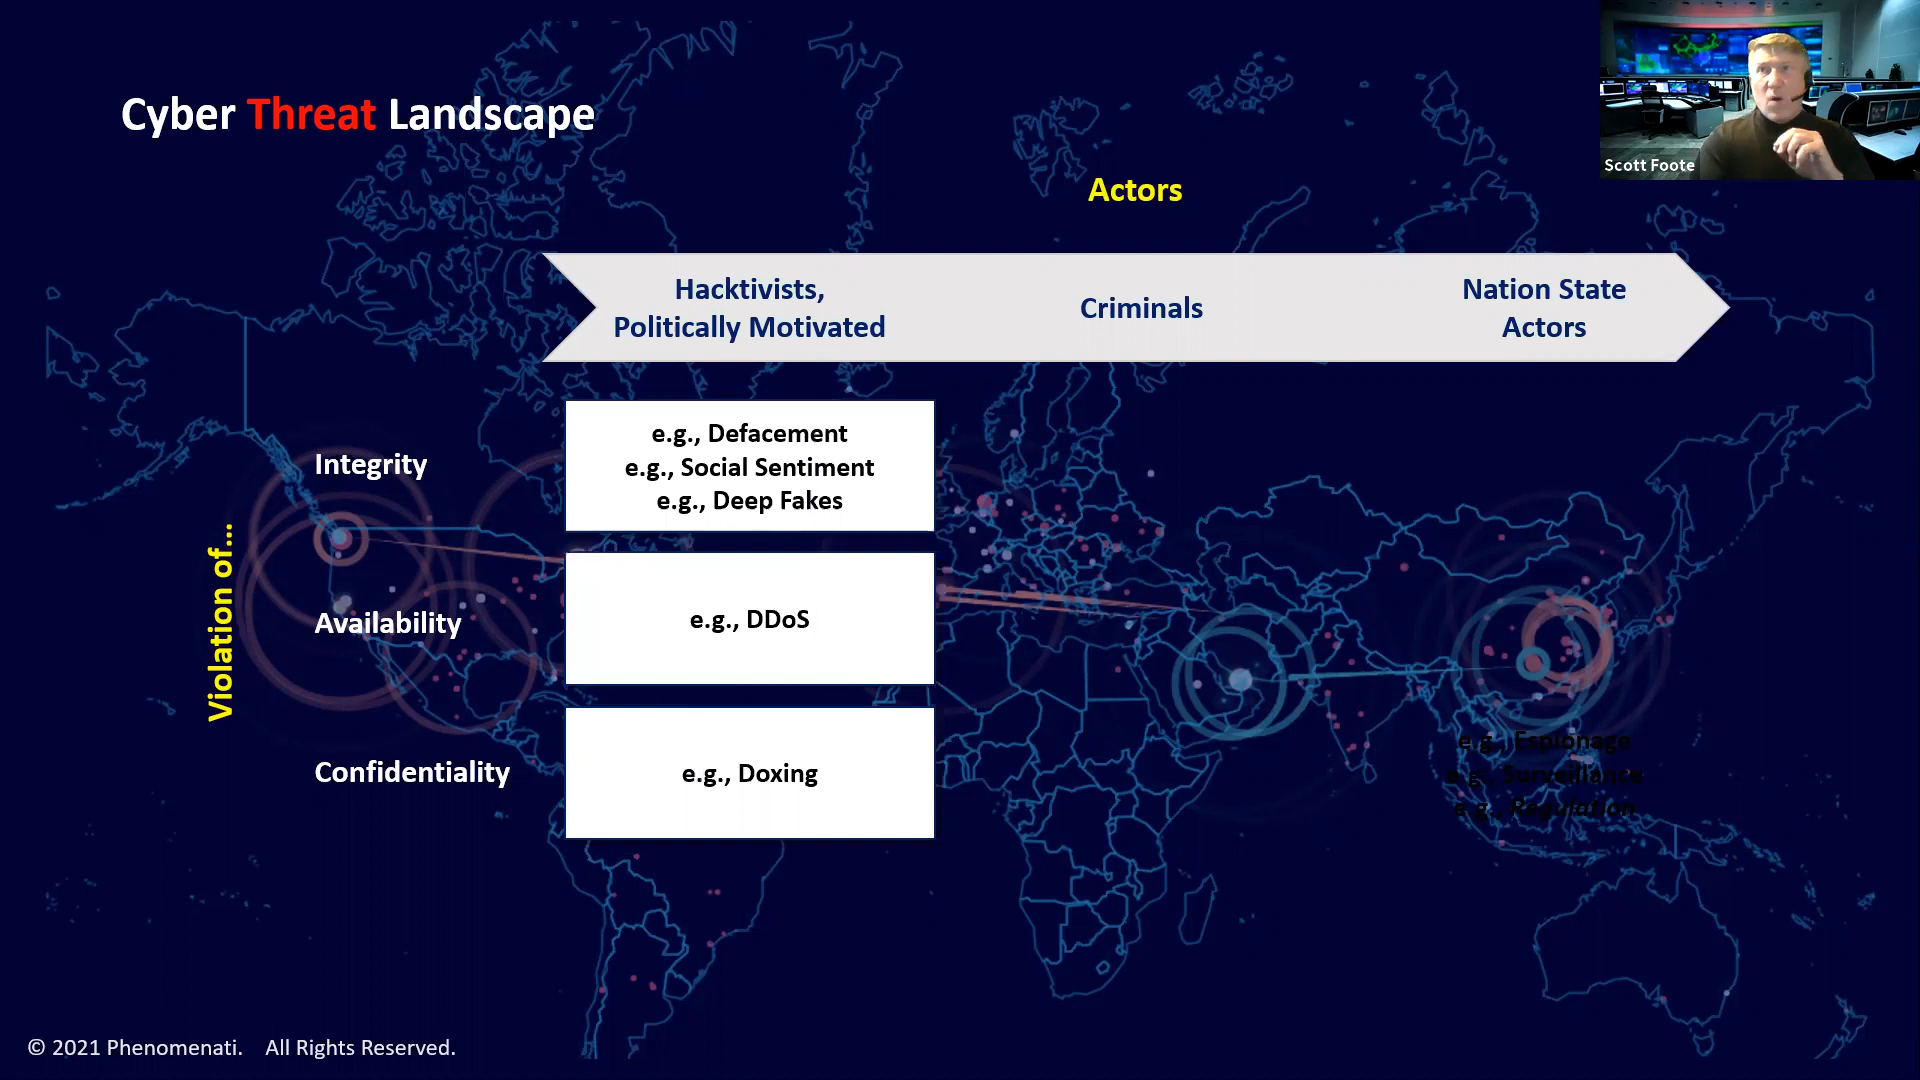 Cyber Threat Landscape
Scott Foote
Actors
Hacktivists,
Politically Motivated
Criminals
Nation State
Actors
Violation of...
Integrity
e.g., Defacement
e.g., Social Sentiment
e.g., Deep Fakes
Availability
e.g., DDoS
Confidentiality
e.g., Doxing
e.g., Espionage
e.g., Surveillance
e.g., Regulation
© 2021 Phenomenati. All Rights Reserved.